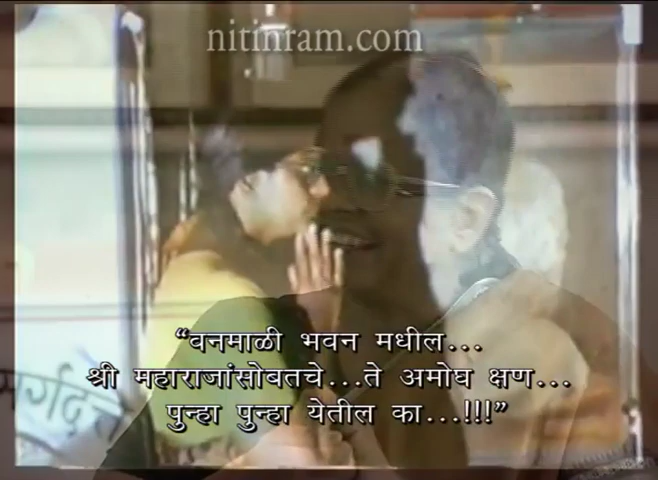 nitinram.com
“वनमाळी भवन मधील...
श्री महाराजांसोबतचे...ते अमोघ क्षण...
पुन्हा पुन्हा येतील का...!!!”